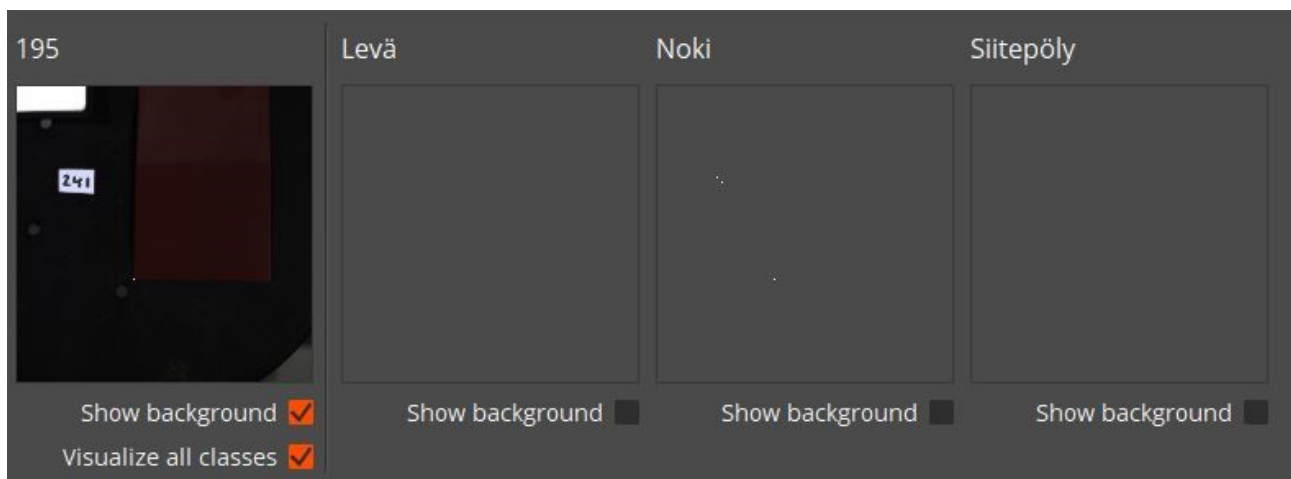 195
Levä
Noki
Siitepöly
241
Show background
Show background
Show background
Show background
Visualize all classes